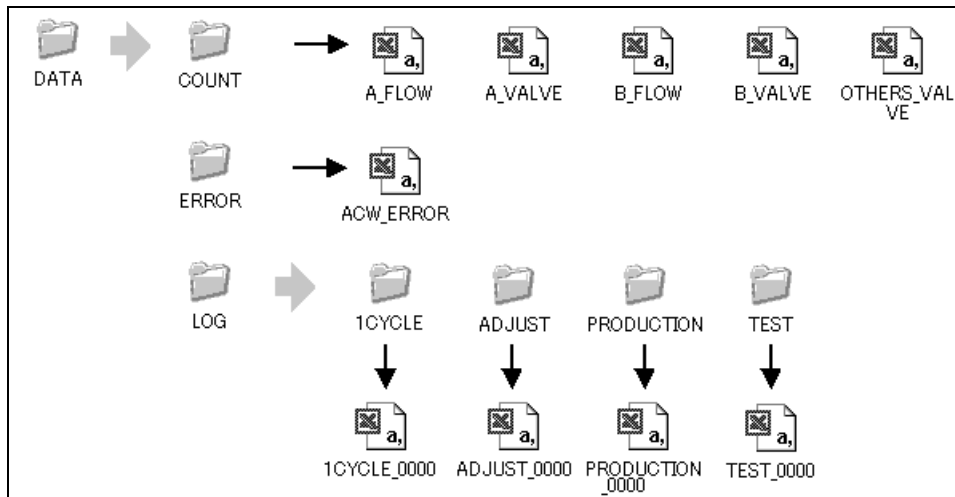 DATA
COUNT
A_FLOW
A_VALVE
B_FLOW
B_VALVE
OTHERS_VAL
VE
a,
a,
a,
a,
a,
ERROR
ACW_ERROR
a,
LOG
1CYCLE
ADJUST
PRODUCTION
TEST
a,
a,
a,
a,
1CYCLE_0000
ADJUST_0000
PRODUCTION
_0000
TEST_0000